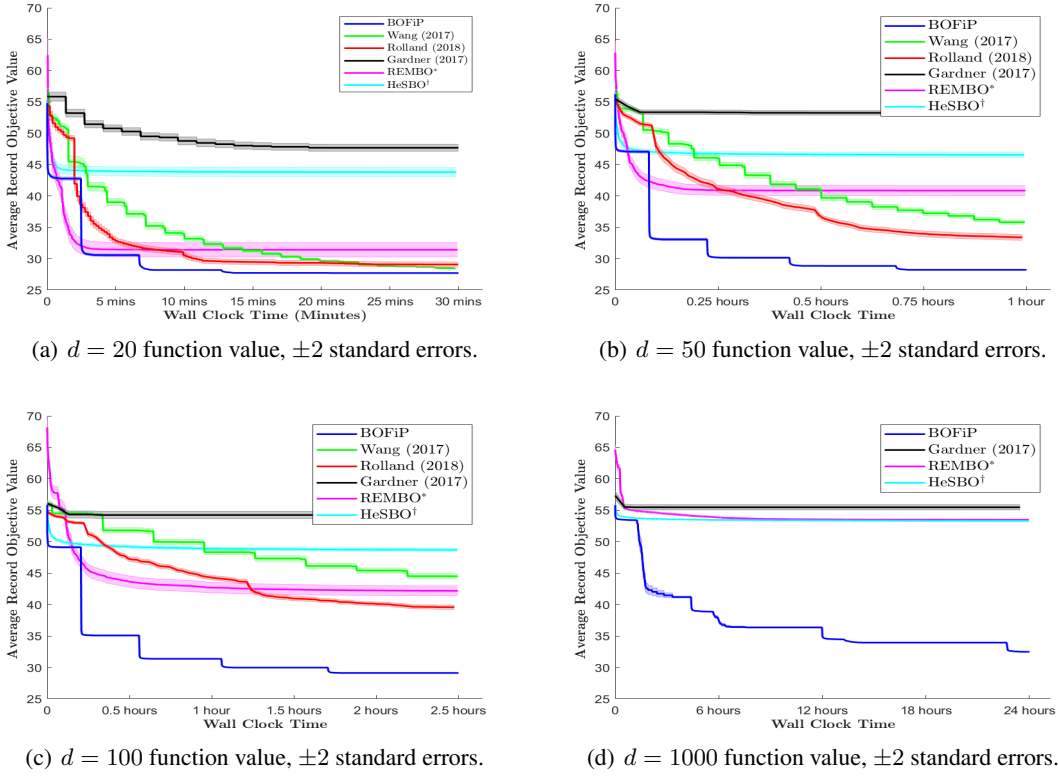 70
65
60
55
50
45
40
35
30
25
Average Record Objective Value
BOFiP
Wang (2017)
Rolland (2018)
Gardner (2017)
REMBO*
HeSBO†
0
5 mins
10 mins
15 mins
20 mins
25 mins
30 mins
Wall Clock Time (Minutes)
(a) d = 20 function value, ±2 standard errors.
70
65
60
55
50
45
40
35
30
25
Average Record Objective Value
BOFiP
Wang (2017)
Rolland (2018)
Gardner (2017)
REMBO*
HeSBO†
0
0.25 hours
0.5 hours
0.75 hours
1 hour
Wall Clock Time
(b) d = 50 function value, ±2 standard errors.
70
65
60
55
50
45
40
35
30
25
Average Record Objective Value
BOFiP
Wang (2017)
Rolland (2018)
Gardner (2017)
REMBO*
HeSBO†
0
0.5 hours
1 hour
1.5 hours
2 hours
2.5 hours
Wall Clock Time
(c) d = 100 function value, ±2 standard errors.
70
65
60
55
50
45
40
35
30
25
Average Record Objective Value
BOFiP
Gardner (2017)
REMBO*
HeSBO†
0
6 hours
12 hours
18 hours
24 hours
Wall Clock Time
(d) d = 1000 function value, ±2 standard errors.